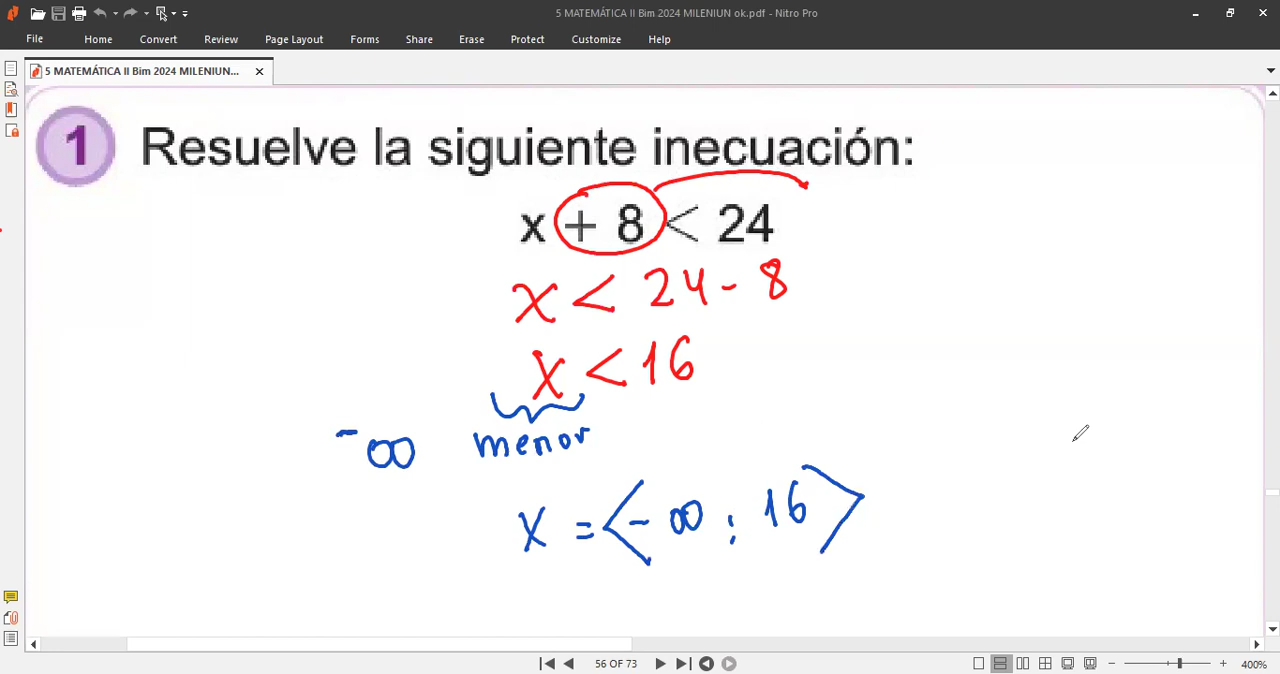 5 MATEMÁTICA II Bim 2024 MILENIUN ok.pdf - Nitro Pro
File Home Convert Review Page Layout Forms Share Erase Protect Customize Help
5 MATEMÁTICA II Bim 2024 MILENIUN... ×
1 Resuelve la siguiente inecuación:
x + 8 < 24
x < 24 - 8
x < 16
-∞ menor
x = <-∞ ; 16>
56 OF 73
400%